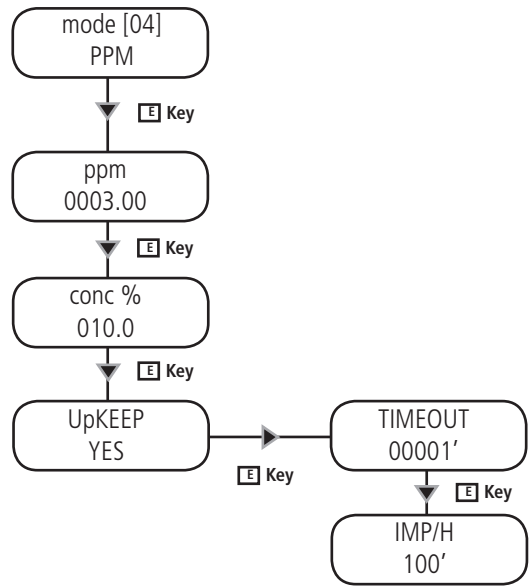 mode [04]
PPM
E Key
ppm
0003.00
E Key
conc %
010.0
E Key
UpKEEP
YES
E Key
TIMEOUT
00001’
E Key
IMP/H
100’